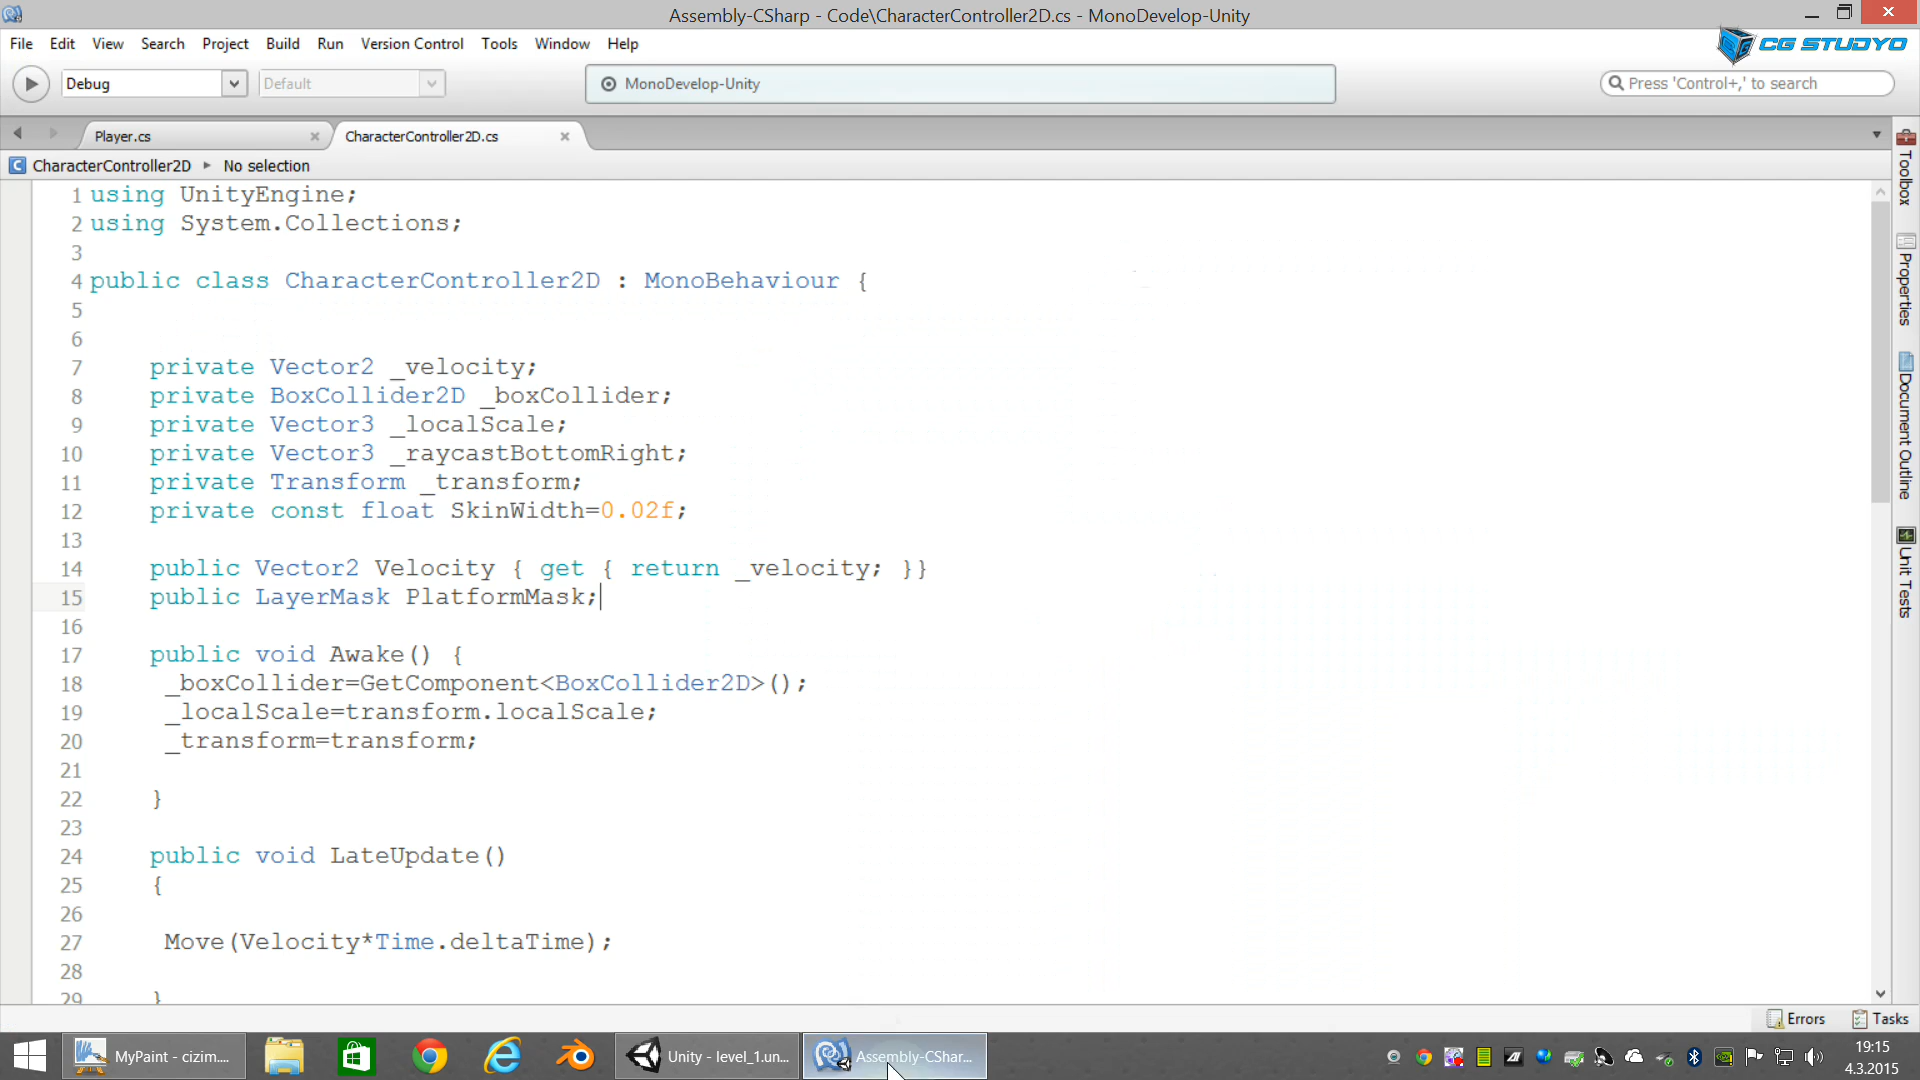 Assembly-CSharp - Code\CharacterController2D.cs - MonoDevelop-Unity
File Edit View Search Project Build Run Version Control Tools Window Help
CG STUDYO
Debug Default MonoDevelop-Unity Press 'Control+,' to search
Player.cs CharacterController2D.cs
CharacterController2D No selection
1 using UnityEngine;
2 using System.Collections;
3
4 public class CharacterController2D : MonoBehaviour {
5
6
7 private Vector2 _velocity;
8 private BoxCollider2D _boxCollider;
9 private Vector3 _localScale;
10 private Vector3 _raycastBottomRight;
11 private Transform _transform;
12 private const float SkinWidth=0.02f;
13
14 public Vector2 Velocity { get { return _velocity; }}
15 public LayerMask PlatformMask;
16
17 public void Awake() {
18 _boxCollider=GetComponent<BoxCollider2D>();
19 _localScale=transform.localScale;
20 _transform=transform;
21
22 }
23
24 public void LateUpdate()
25 {
26
27 Move(Velocity*Time.deltaTime);
28
29 }
Toolbox
Properties
Document Outline
Unit Tests
Errors Tasks
MyPaint - cizim.... Unity - level_1.un... Assembly-CShar...
19:15
4.3.2015